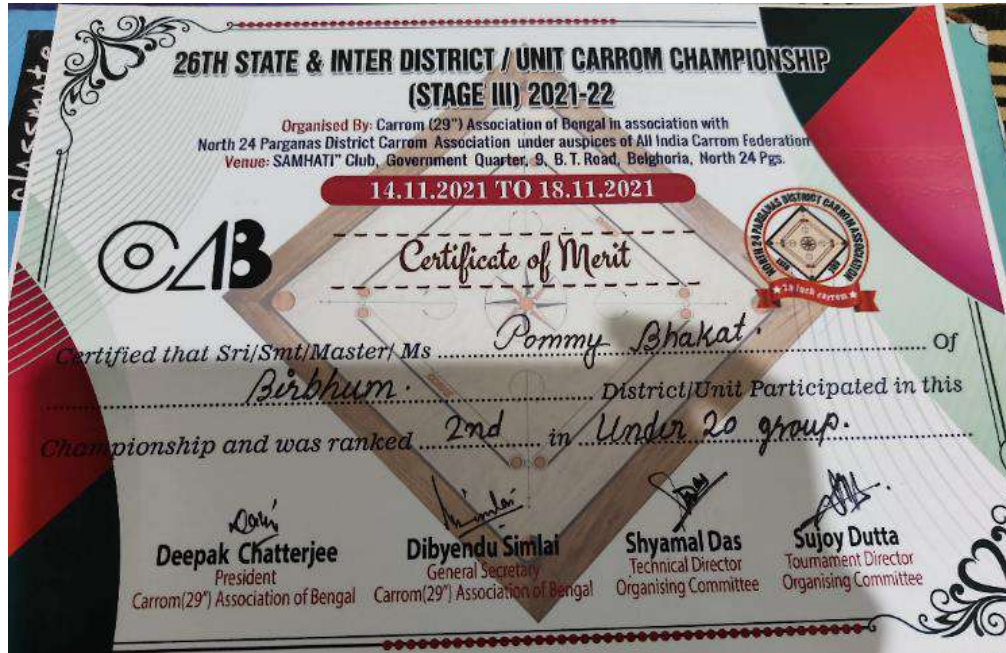 classmate
26TH STATE & INTER DISTRICT / UNIT CARROM CHAMPIONSHIP
(STAGE III) 2021-22
Organised By: Carrom (29") Association of Bengal in association with
North 24 Parganas District Carrom Association under auspices of All India Carrom Federation
Venue: SAMHATI" Club, Government Quarter, 9, B. T. Road, Belghoria, North 24 Pgs.
14.11.2021 TO 18.11.2021
CAB
Certificate of Merit
NORTH 24 PARGANAS DISTRICT CARROM ASSOCIATION
★ 29 inch carrom ★
Certified that Sri/Smt/Master/ Ms Pommy Bhakat. Of
Birbhum. District/Unit Participated in this
Championship and was ranked 2nd in Under 20 group.
Deepak Chatterjee
President
Carrom(29") Association of Bengal
Dibyendu Simlai
General Secretary
Carrom(29") Association of Bengal
Shyamal Das
Technical Director
Organising Committee
Sujoy Dutta
Tournament Director
Organising Committee